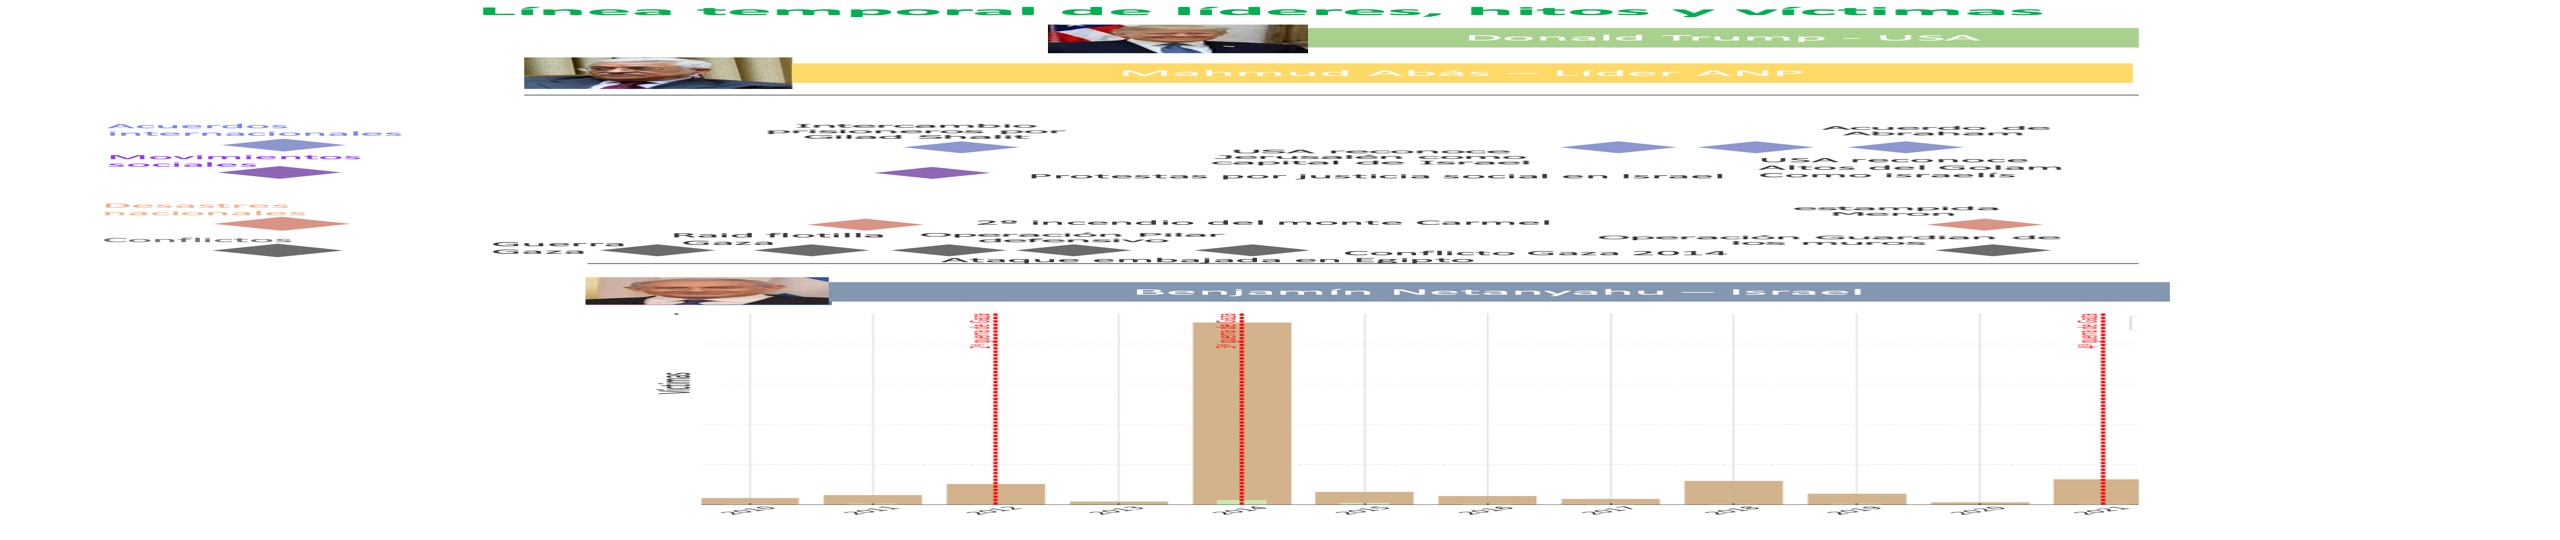 Línea temporal de líderes, hitos y víctimas
Donald Trump - USA
Mahmud Abás – Líder ANP
Acuerdos
internacionales
Movimientos
sociales
Desastres
nacionales
Conflictos
Intercambio
prisioneros por
Gilad Shalit
USA reconoce
Jerusalén como
capital de Israel
Acuerdo de
Abraham
USA reconoce
Altos del Golam
Como israelís
Protestas por justicia social en Israel
2º incendio del monte Carmel
estampida
Meron
Guerra
Gaza
Raid flotilla
Gaza
Operación Pilar
defensivo
Ataque embajada en Egipto
Conflicto Gaza 2014
Operación Guardian de
los muros
Benjamín Netanyahu – Israel
Víctimas
2ª guerra de Gaza
3ª guerra de Gaza
4ª guerra de Gaza
2010
2011
2012
2013
2014
2015
2016
2017
2018
2019
2020
2021